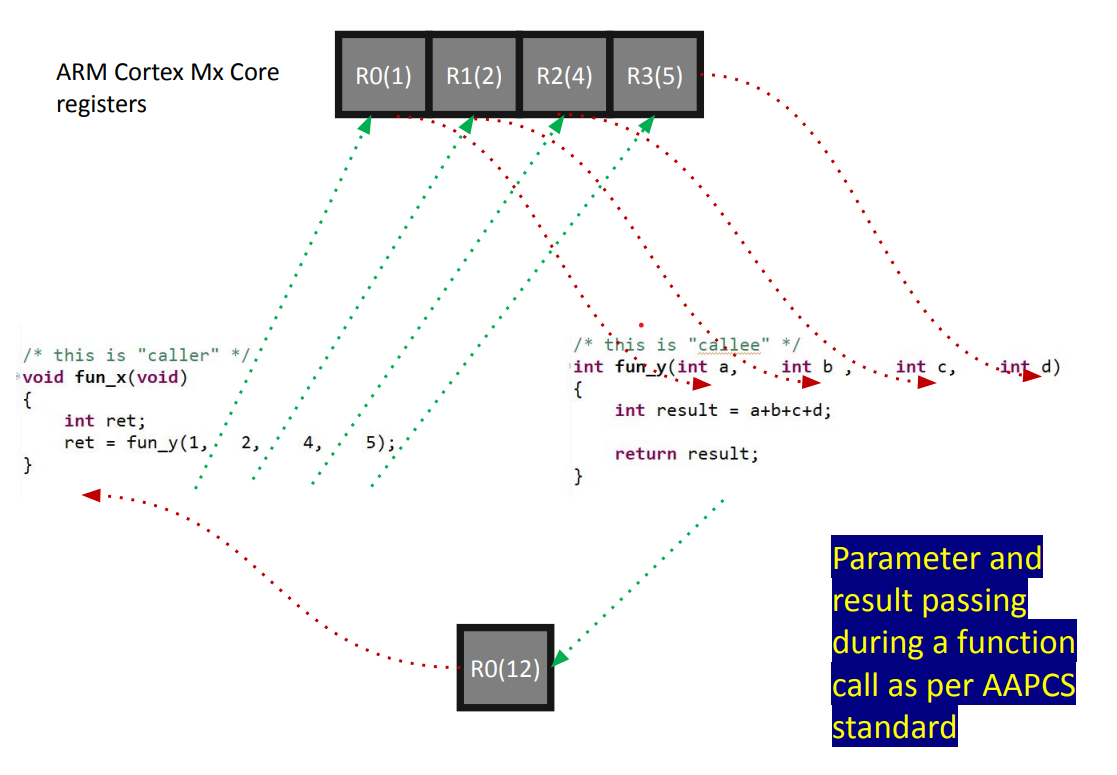 ARM Cortex Mx Core
registers
R0(1) R1(2) R2(4) R3(5)
/* this is "caller" */
void fun_x(void)
{
int ret;
ret = fun_y(1, 2, 4, 5);
}
/* this is "callee" */
int fun_y(int a, int b , int c, int d)
{
int result = a+b+c+d;
return result;
}
R0(12)
Parameter and
result passing
during a function
call as per AAPCS
standard